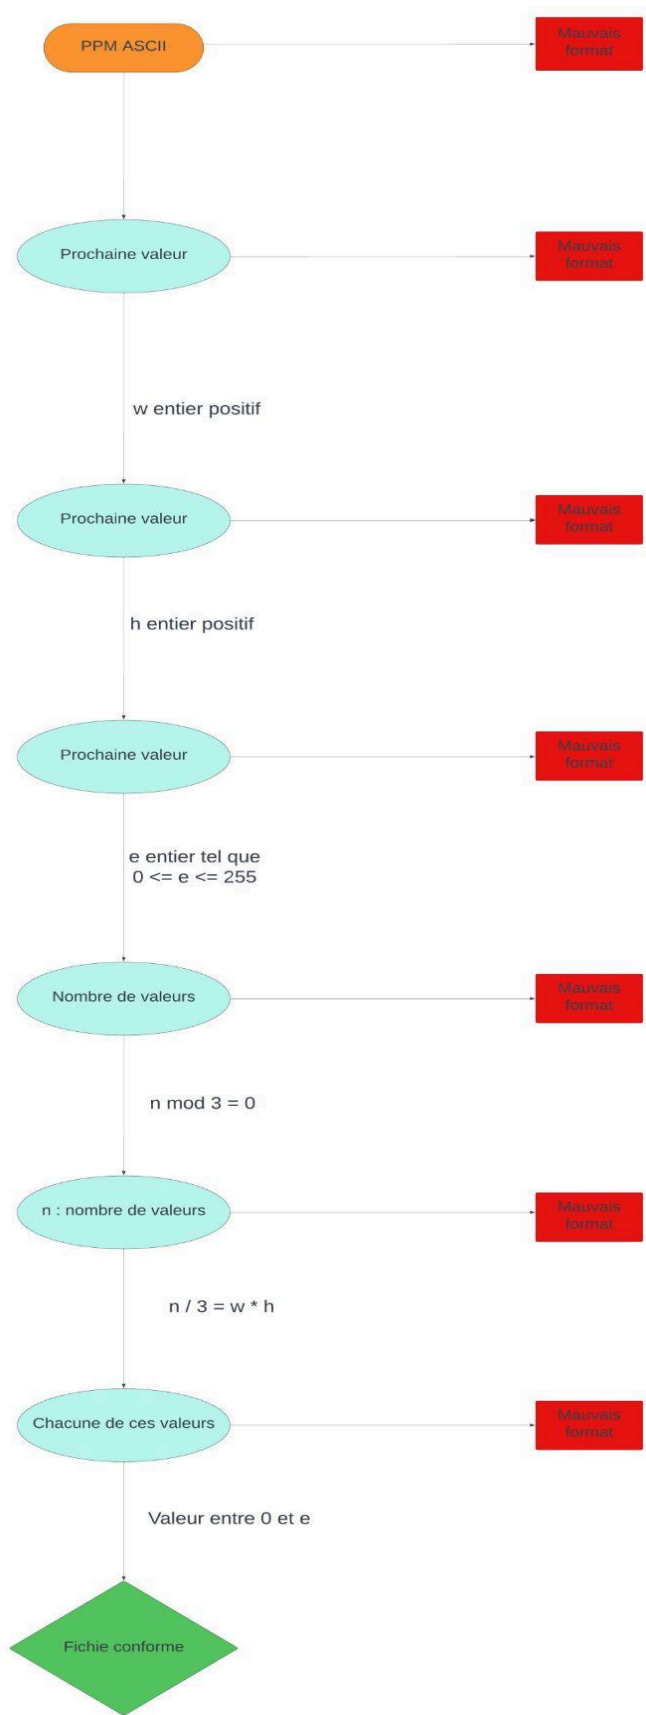 PPM ASCII
Mauvais
format
Prochaine valeur
Mauvais
format
w entier positif
Prochaine valeur
Mauvais
format
h entier positif
Prochaine valeur
Mauvais
format
e entier tel que
0 <= e <= 255
Nombre de valeurs
Mauvais
format
n mod 3 = 0
n : nombre de valeurs
Mauvais
format
n / 3 = w * h
Chacune de ces valeurs
Mauvais
format
Valeur entre 0 et e
Fichie conforme